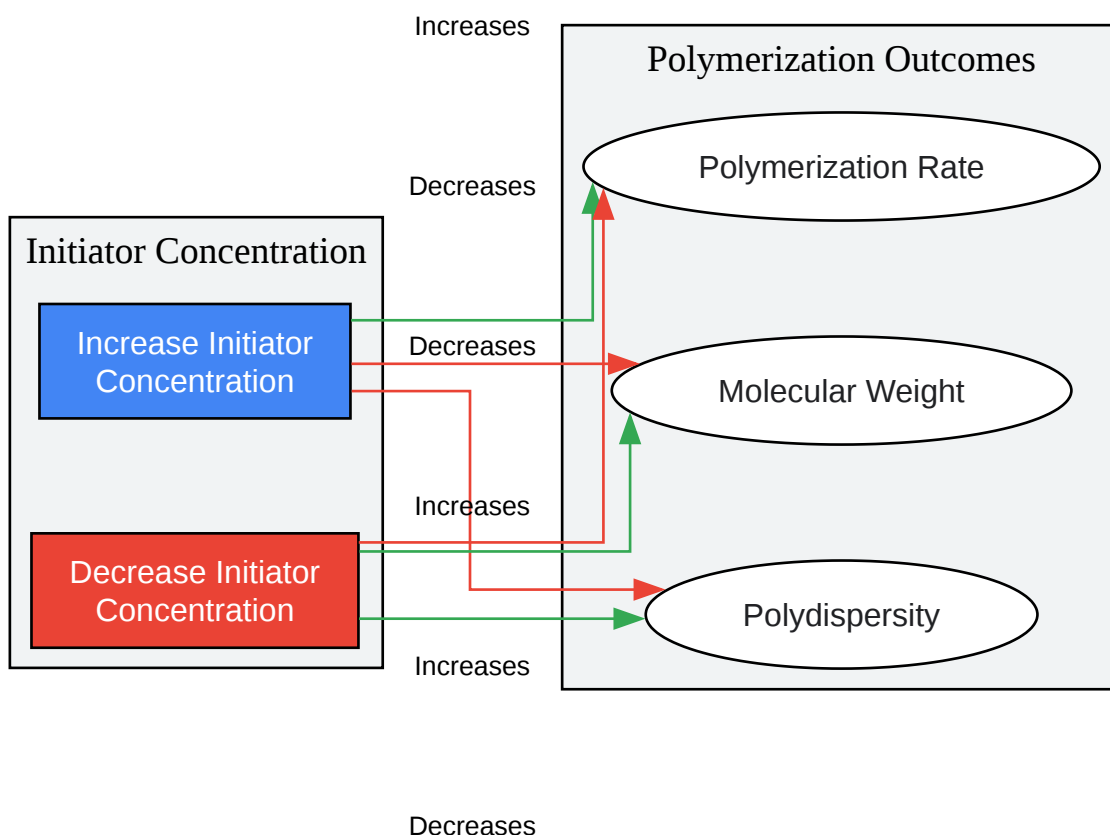 Increases
Polymerization Outcomes
Polymerization Rate
Decreases
Initiator Concentration
Increase Initiator
Concentration
Decreases
Molecular Weight
Increases
Decrease Initiator
Concentration
Polydispersity
Increases
Decreases